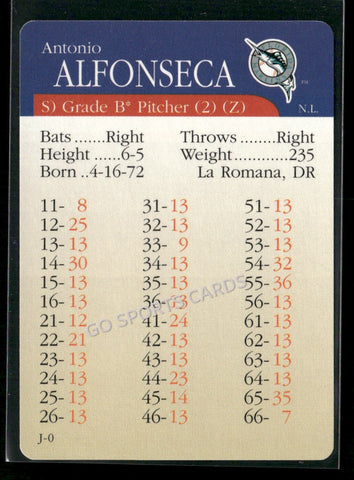 Antonio
ALFONSECA
S) Grade B* Pitcher (2) (Z) N.L.
Bats.......Right Throws........Right
Height ......6-5 Weight..........235
Born ..4-16-72 La Romana, DR
11- 8 31-13 51-13
12-25 32-13 52-13
13-13 33- 9 53-13
14-30 34-13 54-32
15-13 35-13 55-36
16-13 36-13 56-13
21-12 41-24 61-13
22-21 42-13 62-13
23-13 43-13 63-13
24-13 44-23 64-13
25-13 45-14 65-35
26-13 46-13 66- 7
J-0
GO SPORTS CARDS